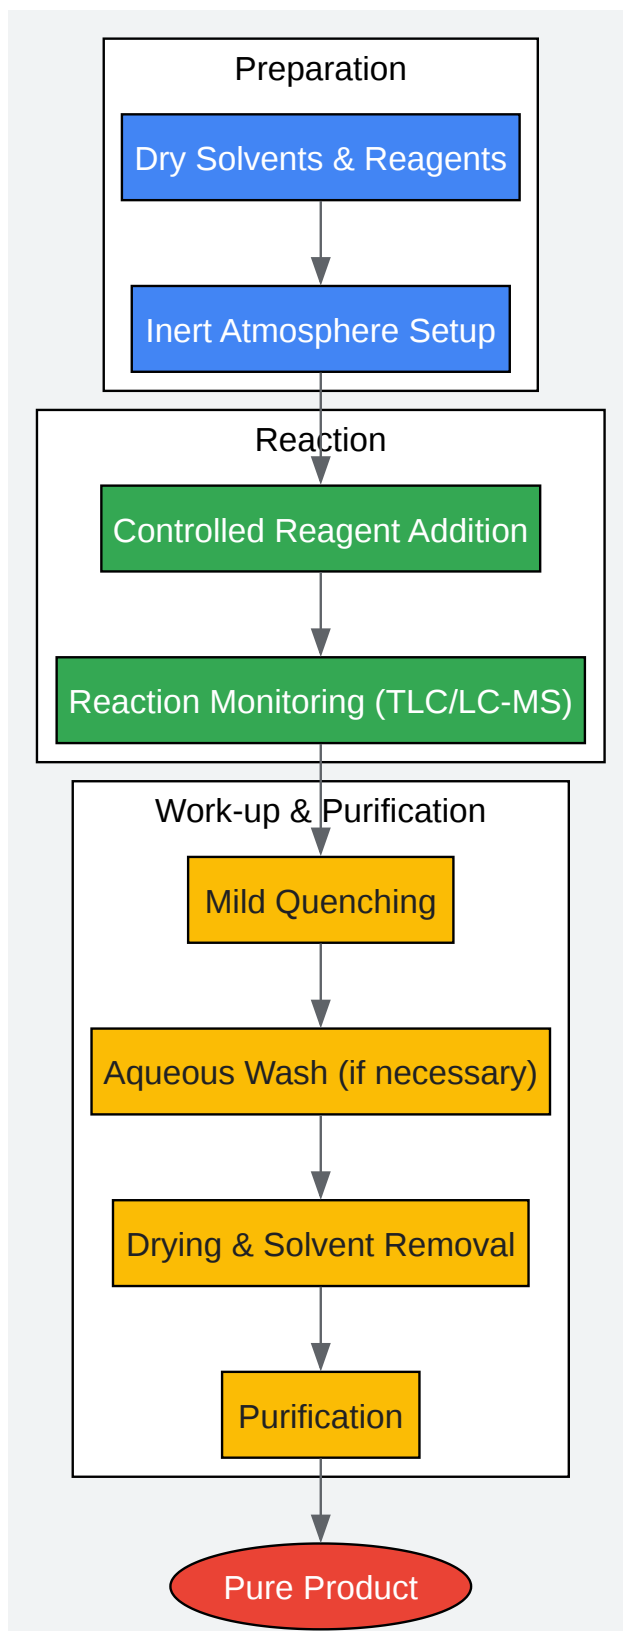 Preparation
Dry Solvents & Reagents
Inert Atmosphere Setup
Reaction
Controlled Reagent Addition
Reaction Monitoring (TLC/LC-MS)
Work-up & Purification
Mild Quenching
Aqueous Wash (if necessary)
Drying & Solvent Removal
Purification
Pure Product